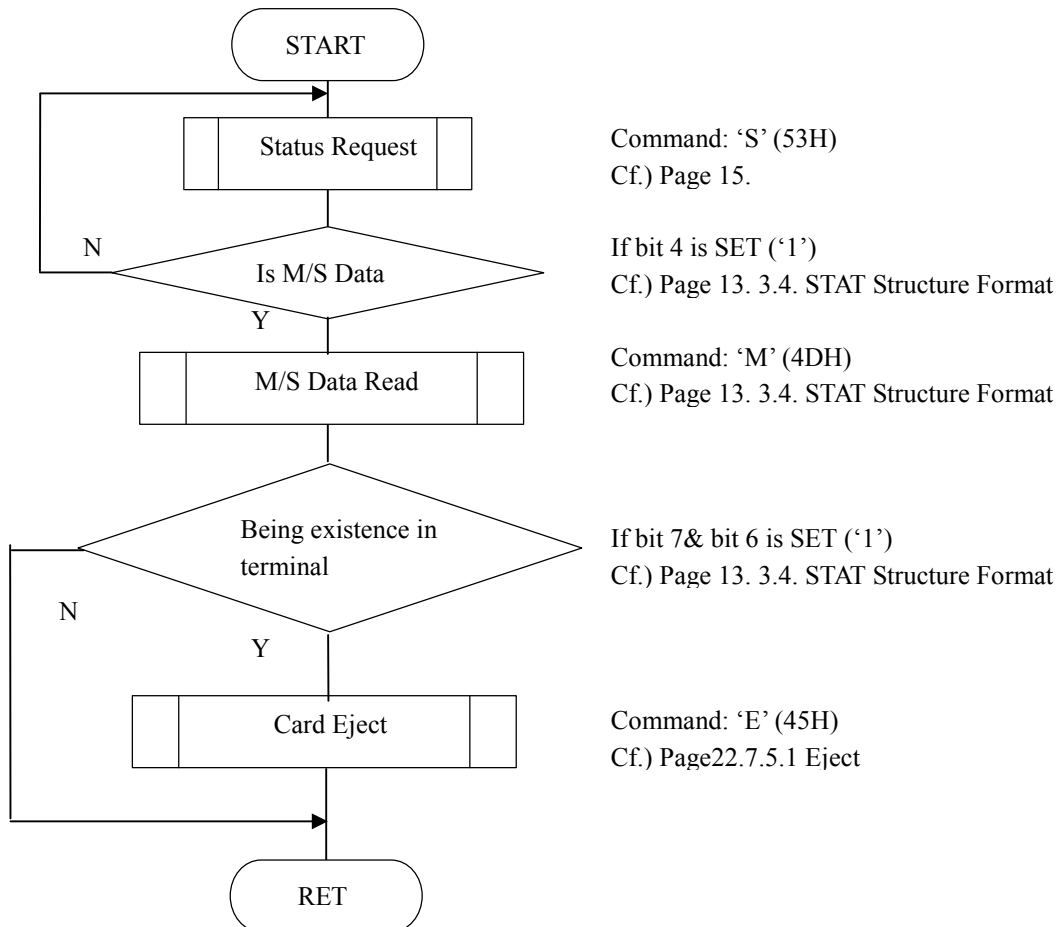 START
Status Request
Command: ‘S’ (53H)
Cf.) Page 15.
N
Is M/S Data
If bit 4 is SET (‘1’)
Cf.) Page 13. 3.4. STAT Structure Format
Y
M/S Data Read
Command: ‘M’ (4DH)
Cf.) Page 13. 3.4. STAT Structure Format
Being existence in
terminal
If bit 7& bit 6 is SET (‘1’)
Cf.) Page 13. 3.4. STAT Structure Format
N
Y
Card Eject
Command: ‘E’ (45H)
Cf.) Page22.7.5.1 Eject
RET